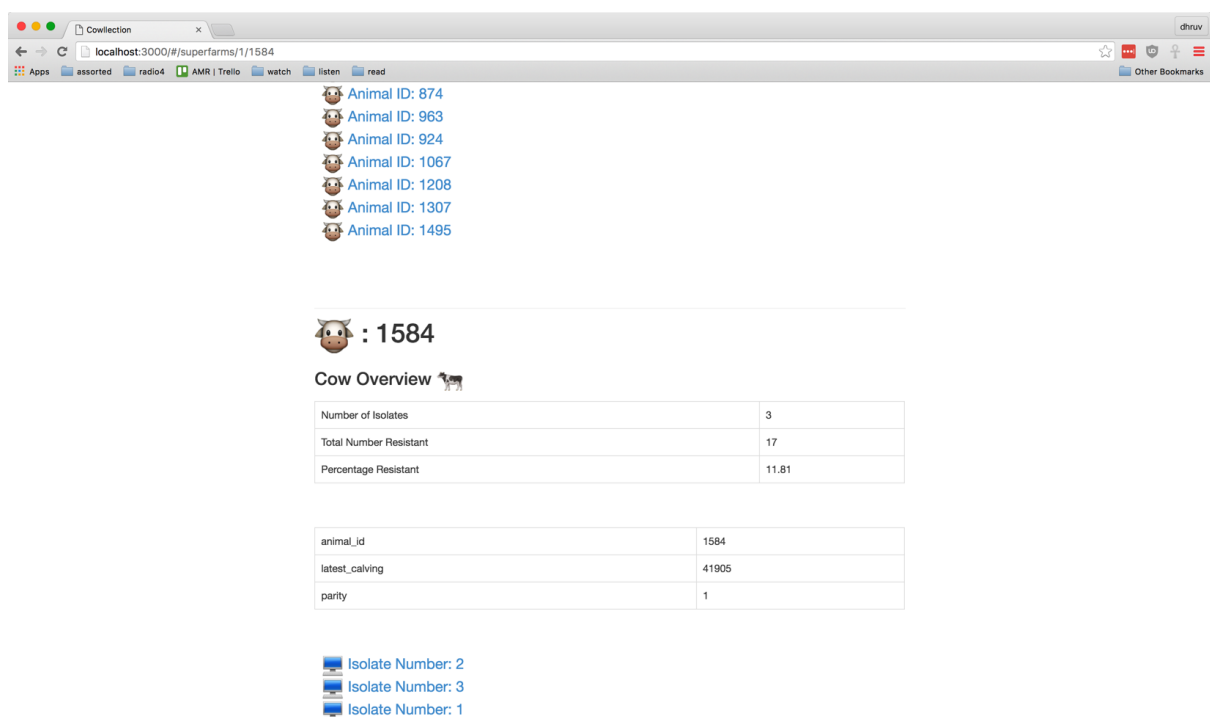 Cowllection
dhruv
localhost:3000/#/superfarms/1/1584
Apps assorted radio4 AMR | Trello watch listen read Other Bookmarks
Animal ID: 874
Animal ID: 963
Animal ID: 924
Animal ID: 1067
Animal ID: 1208
Animal ID: 1307
Animal ID: 1495
: 1584
Cow Overview
Number of Isolates 3
Total Number Resistant 17
Percentage Resistant 11.81
animal_id 1584
latest_calving 41905
parity 1
Isolate Number: 2
Isolate Number: 3
Isolate Number: 1